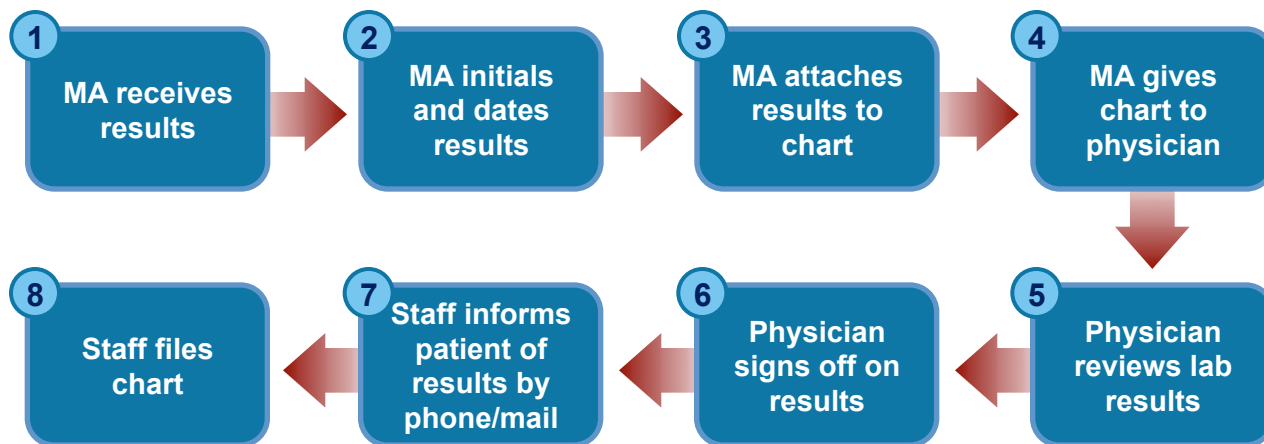 1
MA receives
results
2
MA initials
and dates
results
3
MA attaches
results to
chart
4
MA gives
chart to
physician
5
Physician
reviews lab
results
6
Physician
signs off on
results
7
Staff informs
patient of
results by
phone/mail
8
Staff files
chart